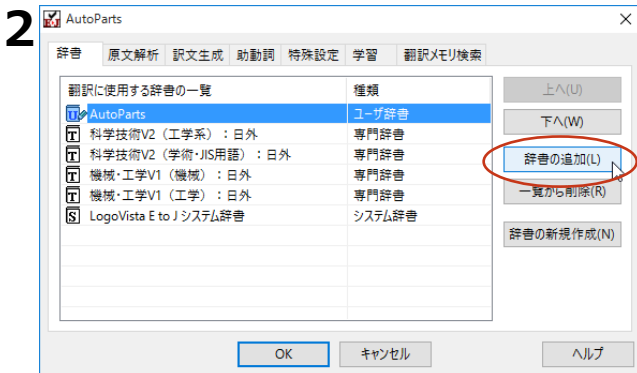 2
AutoParts
辞書 原文解析 訳文生成 助動詞 特殊設定 学習 翻訳メモリ検索
翻訳に使用する辞書の一覧 種類
AutoParts ユーザ辞書
科学技術V2（工学系）：日外 専門辞書
科学技術V2（学術・JIS用語）：日外 専門辞書
機械・工学V1（機械）：日外 専門辞書
機械・工学V1（工学）：日外 専門辞書
LogoVista E to J システム辞書 システム辞書
上へ(U)
下へ(W)
辞書の追加(L)
一覧から削除(R)
辞書の新規作成(N)
OK キャンセル ヘルプ